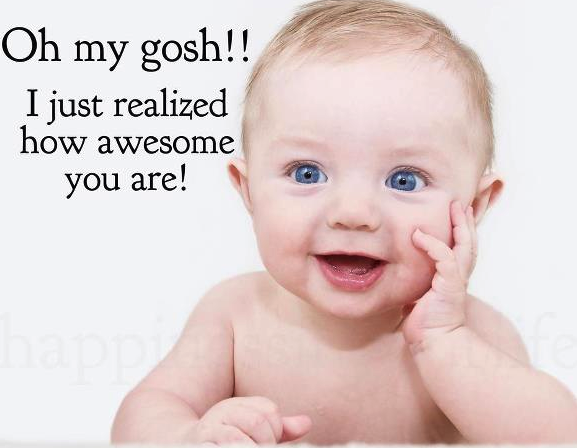 Oh my gosh!!
I just realized
how awesome
you are!